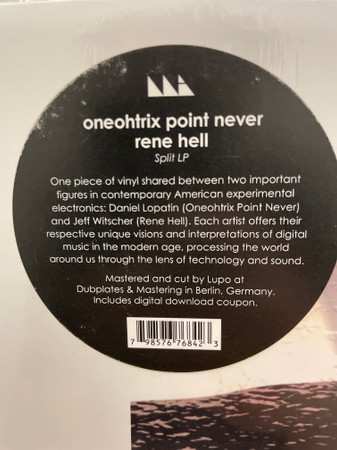 oneohtrix point never
rene hell
Split LP
One piece of vinyl shared between two important
figures in contemporary American experimental
electronics: Daniel Lopatin (Oneohtrix Point Never)
and Jeff Witscher (Rene Hell). Each artist offers their
respective unique visions and interpretations of digital
music in the modern age, processing the world
around us through the lens of technology and sound.
Mastered and cut by Lupo at
Dubplates & Mastering in Berlin, Germany.
Includes digital download coupon.
7 98576 76842 3